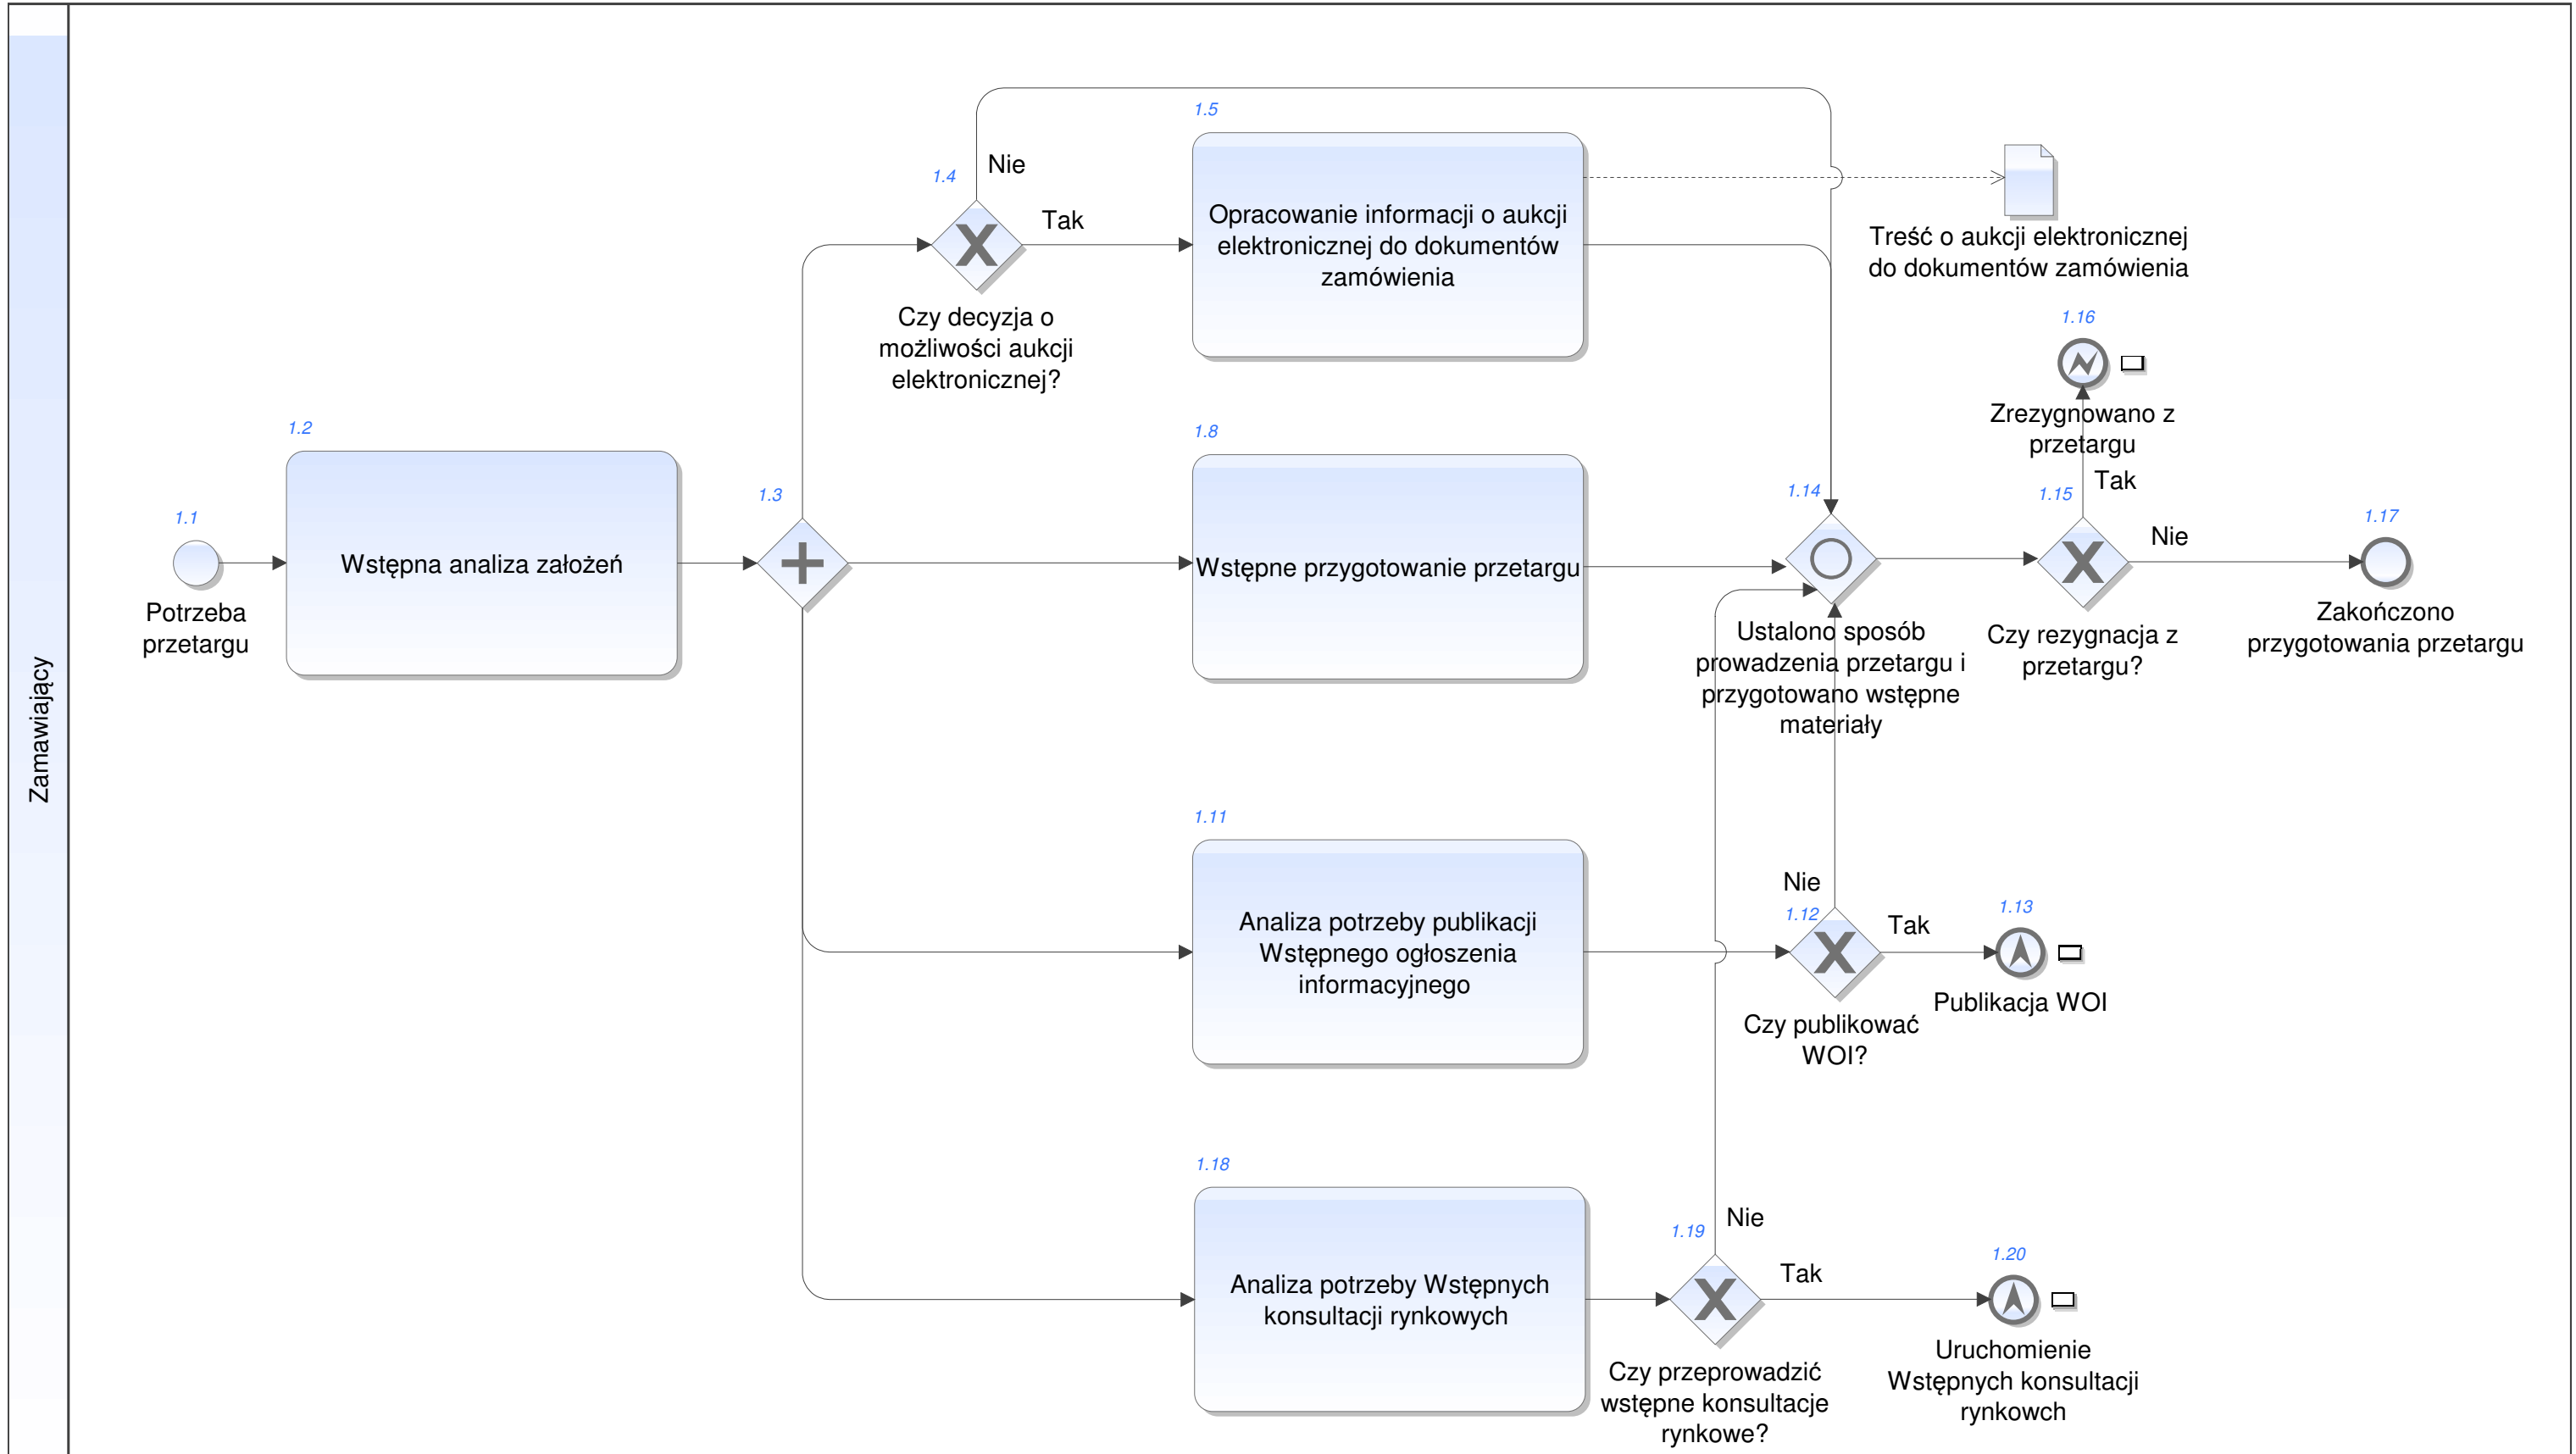 Zamawiający
1.1
Potrzeba
przetargu
1.2
Wstępna analiza założeń
1.3
1.4
Nie
Tak
Czy decyzja o
możliwości aukcji
elektronicznej?
1.5
Opracowanie informacji o aukcji
elektronicznej do dokumentów
zamówienia
Treść o aukcji elektronicznej
do dokumentów zamówienia
1.8
Wstępne przygotowanie przetargu
1.11
Analiza potrzeby publikacji
Wstępnego ogłoszenia
informacyjnego
Nie
1.12
Tak
Czy publikować
WOI?
1.13
Publikacja WOI
1.14
Ustalono sposób
prowadzenia przetargu i
przygotowano wstępne
materiały
1.15
Tak
Nie
Czy rezygnacja z
przetargu?
1.16
Zrezygnowano z
przetargu
1.17
Zakończono
przygotowania przetargu
1.18
Analiza potrzeby Wstępnych
konsultacji rynkowych
1.19
Nie
Tak
Czy przeprowadzić
wstępne konsultacje
rynkowe?
1.20
Uruchomienie
Wstępnych konsultacji
rynkowch